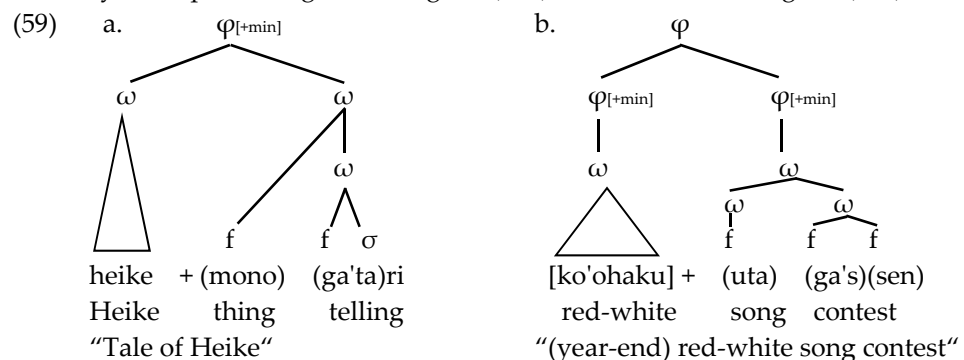 (59) a. φ[+min] b. φ
ω ω φ[+min] φ[+min]
ω ω ω
ω ω
f f σ f f f
heike + (mono) (ga'ta)ri [ko'ohaku] + (uta) (ga's)(sen)
Heike thing telling red-white song contest
“Tale of Heike“ “(year-end) red-white song contest“